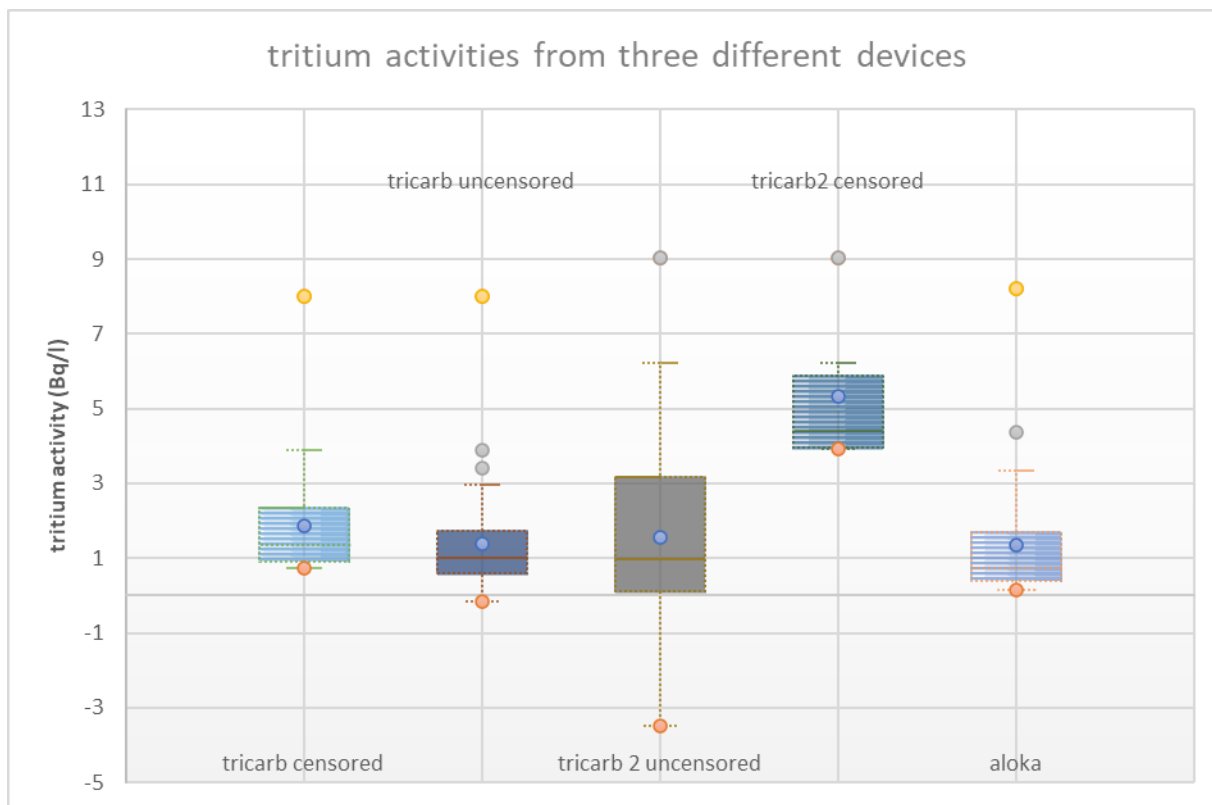 tritium activities from three different devices
13
11
9
7
5
3
1
-1
-3
-5
tritium activity (Bq/l)
tricarb uncensored
tricarb2 censored
tricarb censored
tricarb 2 uncensored
aloka